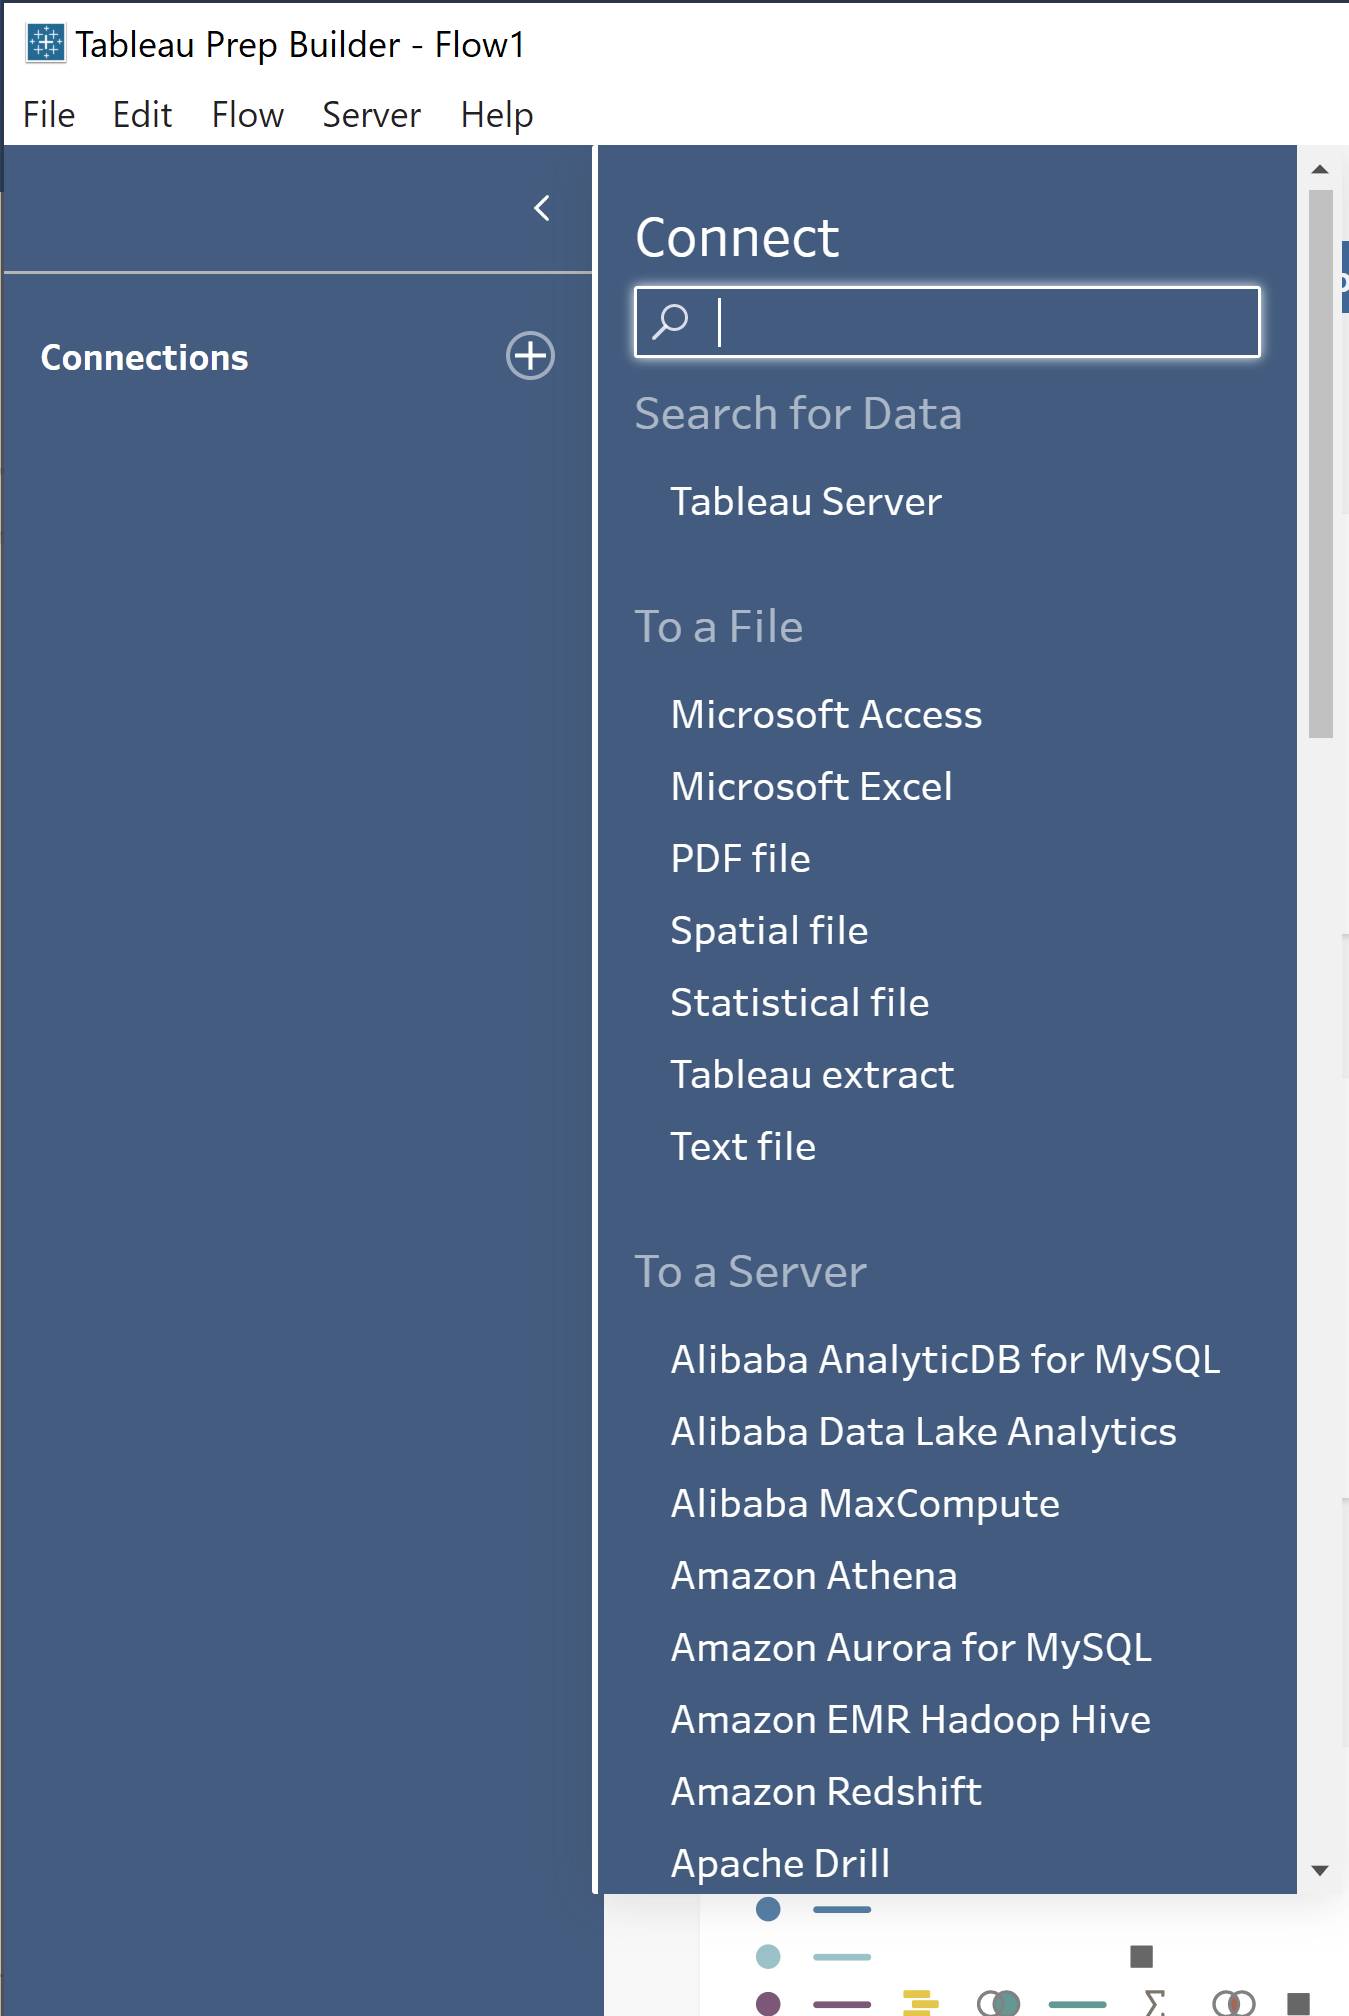 Tableau Prep Builder - Flow1
File Edit Flow Server Help
Connections
Connect
Search for Data
Tableau Server
To a File
Microsoft Access
Microsoft Excel
PDF file
Spatial file
Statistical file
Tableau extract
Text file
To a Server
Alibaba AnalyticDB for MySQL
Alibaba Data Lake Analytics
Alibaba MaxCompute
Amazon Athena
Amazon Aurora for MySQL
Amazon EMR Hadoop Hive
Amazon Redshift
Apache Drill